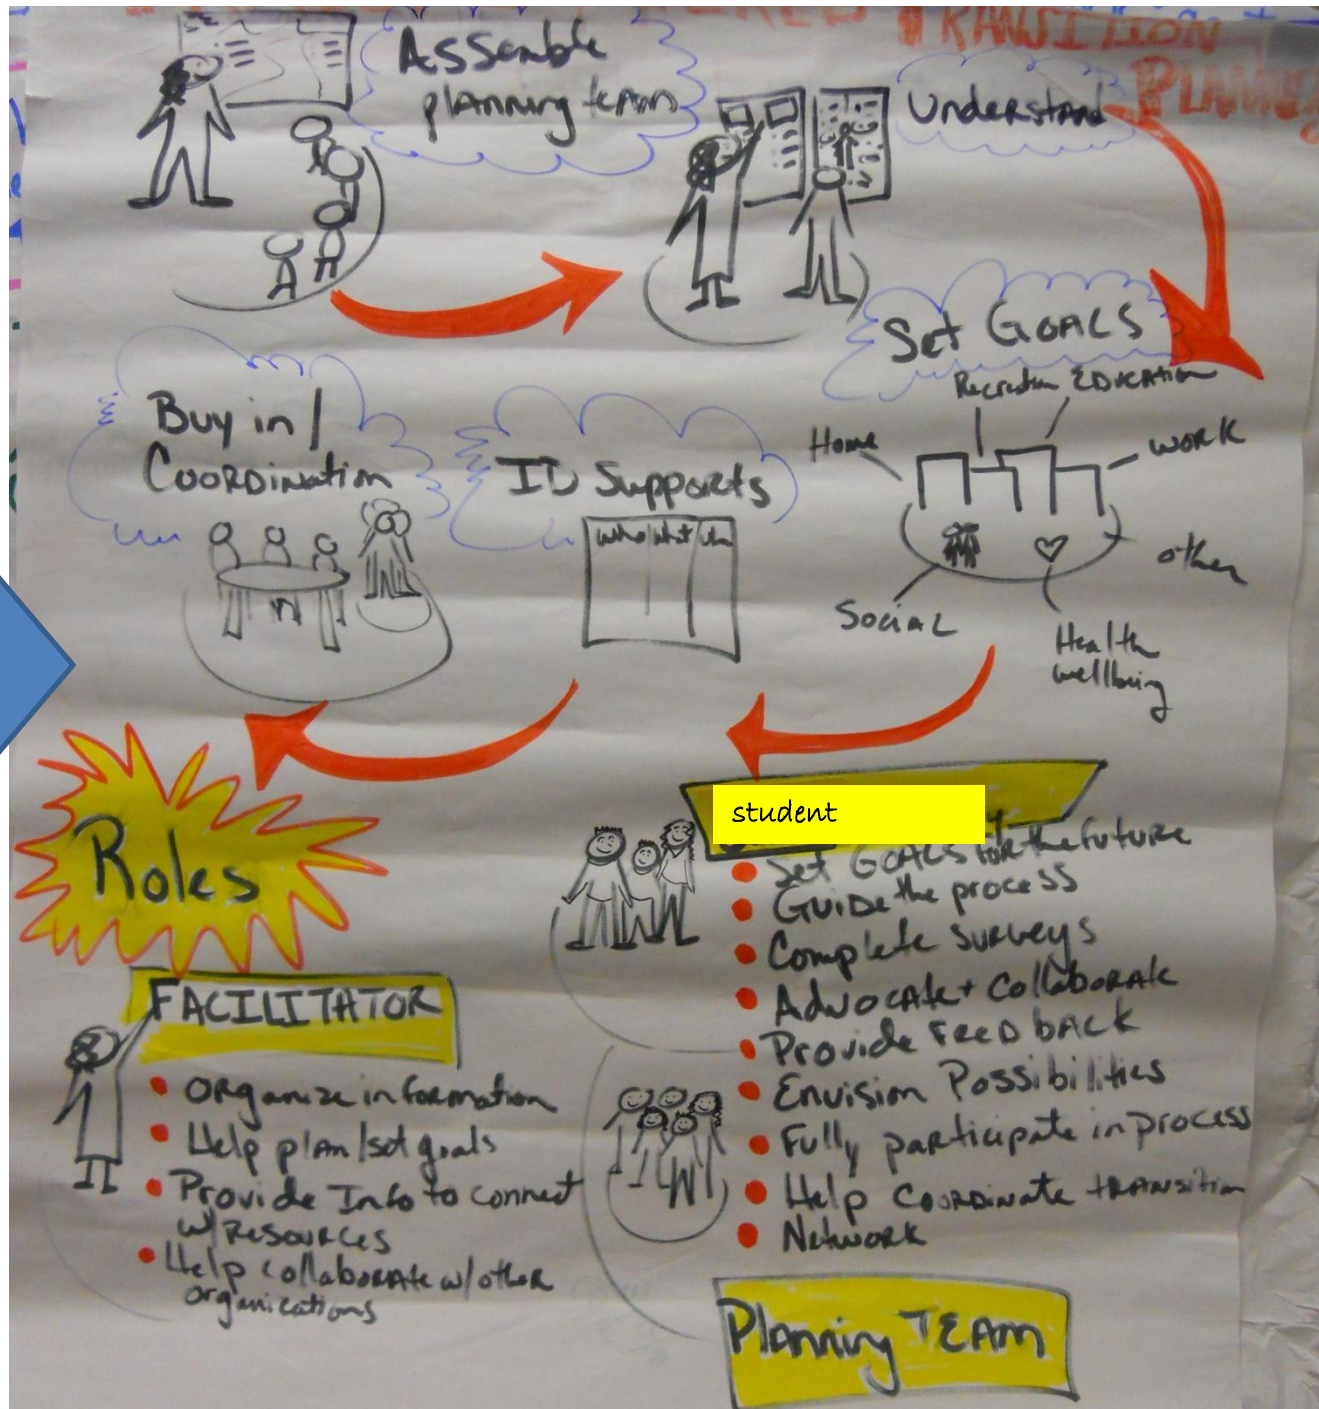 TRANSITION
PLANNING
Assemble
planning team
Understand
Set GOALS
Recreation EDUCATION
Home
WORK
other
Social
Health
wellbeing
ID Supports
who what
Buy in /
COORDINATION
Roles
FACILITATOR
• Organize information
• Help plan/set goals
• Provide Info to connect
w/ Resources
• Help collaborate w/ other
organizations
student
• Set GOALS for the future
• Guide the process
• Complete surveys
• Advocate + collaborate
• Provide FEEDBACK
• Envision Possibilities
• Fully participate in process
• Help coordinate transition
• Network
Planning TEAM